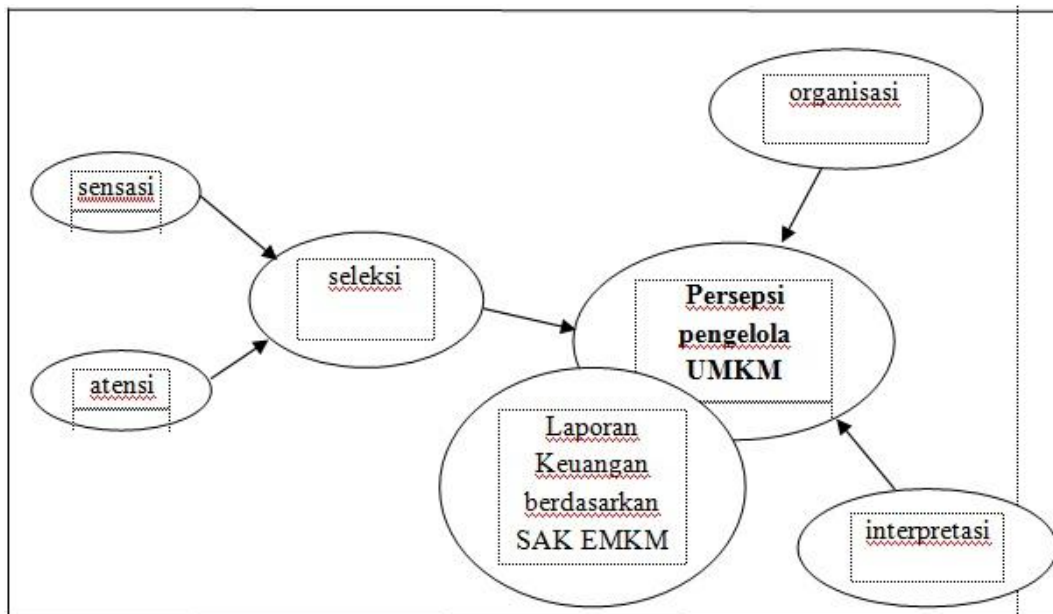 organisasi
sensasi
seleksi
Persepsi
pengelola
UMKM
atensi
Laporan
Keuangan
berdasarkan
SAK EMKM
interpretasi